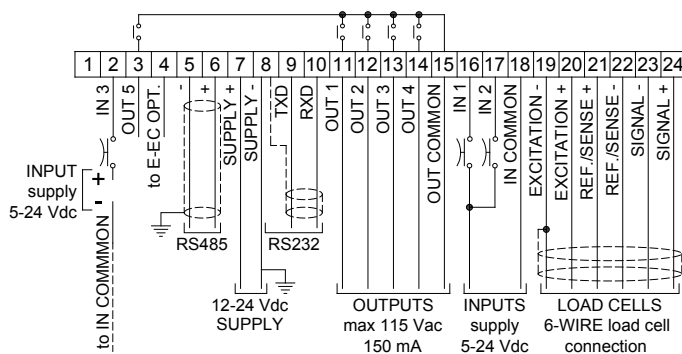 1 2 3 4 5 6 7 8 9 10 11 12 13 14 15 16 17 18 19 20 21 22 23 24
IN 3
OUT 5
to E-EC OPT.
-
+
SUPPLY +
SUPPLY -
TXD
RXD
OUT 1
OUT 2
OUT 3
OUT 4
OUT COMMON
IN 1
IN 2
IN COMMON
EXCITATION -
EXCITATION +
REF./SENSE +
REF./SENSE -
SIGNAL -
SIGNAL +
INPUT
supply
5-24 Vdc
+
-
to IN COMMMON
RS485
RS232
12-24 Vdc
SUPPLY
OUTPUTS
max 115 Vac
150 mA
INPUTS
supply
5-24 Vdc
LOAD CELLS
6-WIRE load cell
connection